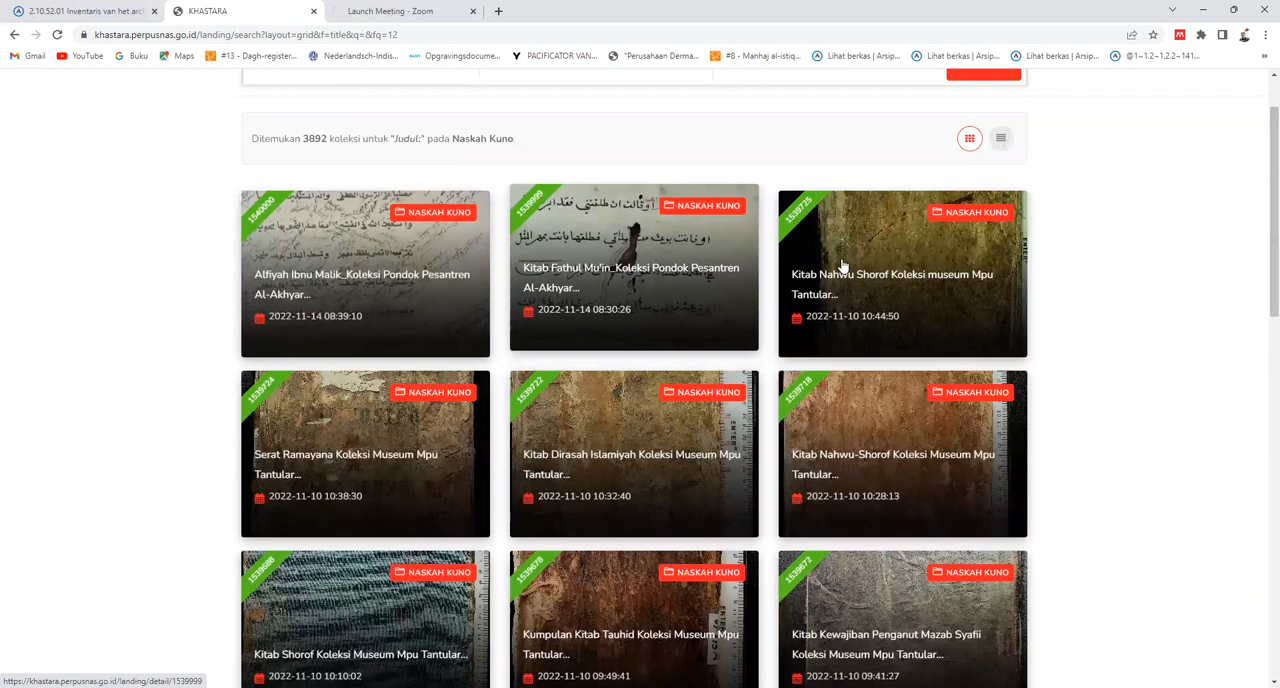 2.10.52.01 Inventaris van het arch
KHASTARA
Launch Meeting - Zoom
khastara.perpusnas.go.id/landing/search?layout=grid&f=title&q=&fq=12
Gmail
YouTube
Buku
Maps
#13 - Dagh-register...
Nederlandsch-Indis...
Opgravingsdocume...
PACIFICATOR VAN...
"Perusahaan Derma...
#8 - Manhaj al-istiq...
Lihat berkas | Arsip...
Lihat berkas | Arsip...
Lihat berkas | Arsip...
@1~1.2~1.2.2~141...
Ditemukan 3892 koleksi untuk "Judul:" pada Naskah Kuno.
1540000
NASKAH KUNO
Alfiyah Ibnu Malik_Koleksi Pondok Pesantren
Al-Akhyar...
2022-11-14 08:39:10
1539999
NASKAH KUNO
Kitab Fathul Mu'in_Koleksi Pondok Pesantren
Al-Akhyar...
2022-11-14 08:30:26
1539725
NASKAH KUNO
Kitab Nahwu Shorof Koleksi museum Mpu
Tantular...
2022-11-10 10:44:50
1539724
NASKAH KUNO
Serat Ramayana Koleksi Museum Mpu
Tantular...
2022-11-10 10:38:30
1539722
NASKAH KUNO
Kitab Dirasah Islamiyah Koleksi Museum Mpu
Tantular...
2022-11-10 10:32:40
1539718
NASKAH KUNO
Kitab Nahwu-Shorof Koleksi Museum Mpu
Tantular...
2022-11-10 10:28:13
1539688
NASKAH KUNO
Kitab Shorof Koleksi Museum Mpu Tantular...
2022-11-10 10:10:02
1539678
NASKAH KUNO
Kumpulan Kitab Tauhid Koleksi Museum Mpu
Tantular...
2022-11-10 09:49:41
1539672
NASKAH KUNO
Kitab Kewajiban Penganut Mazab Syafii
Koleksi Museum Mpu Tantular...
2022-11-10 09:41:27
https://khastara.perpusnas.go.id/landing/detail/1539999